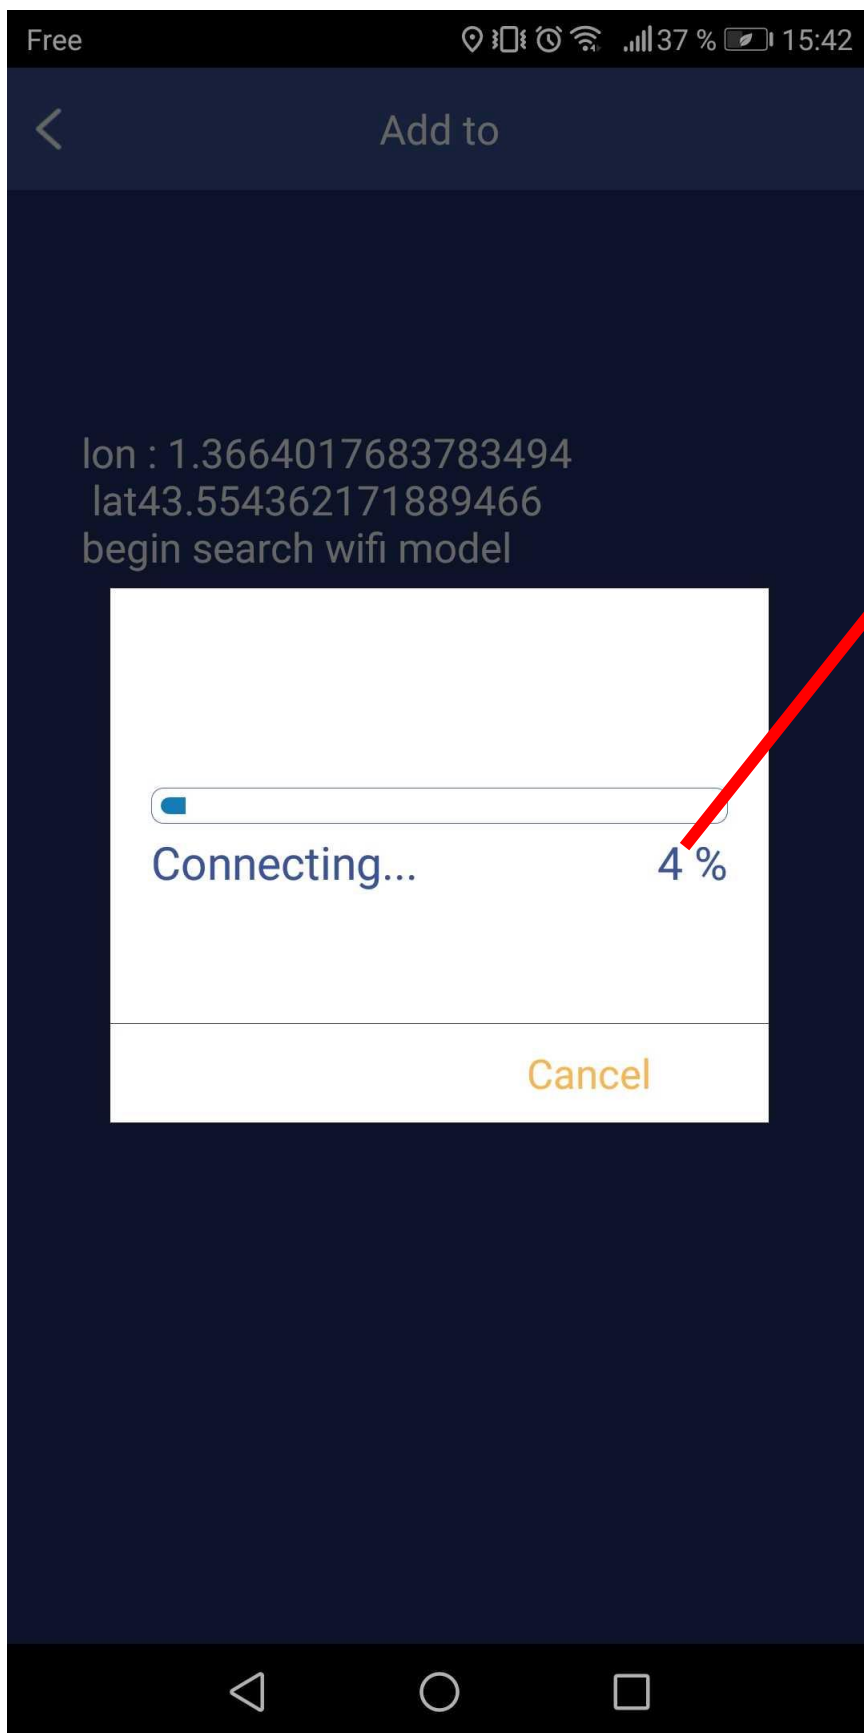 Free 37 % 15:42
Add to
lon : 1.3664017683783494
lat43.554362171889466
begin search wifi model
Connecting... 4 %
Cancel